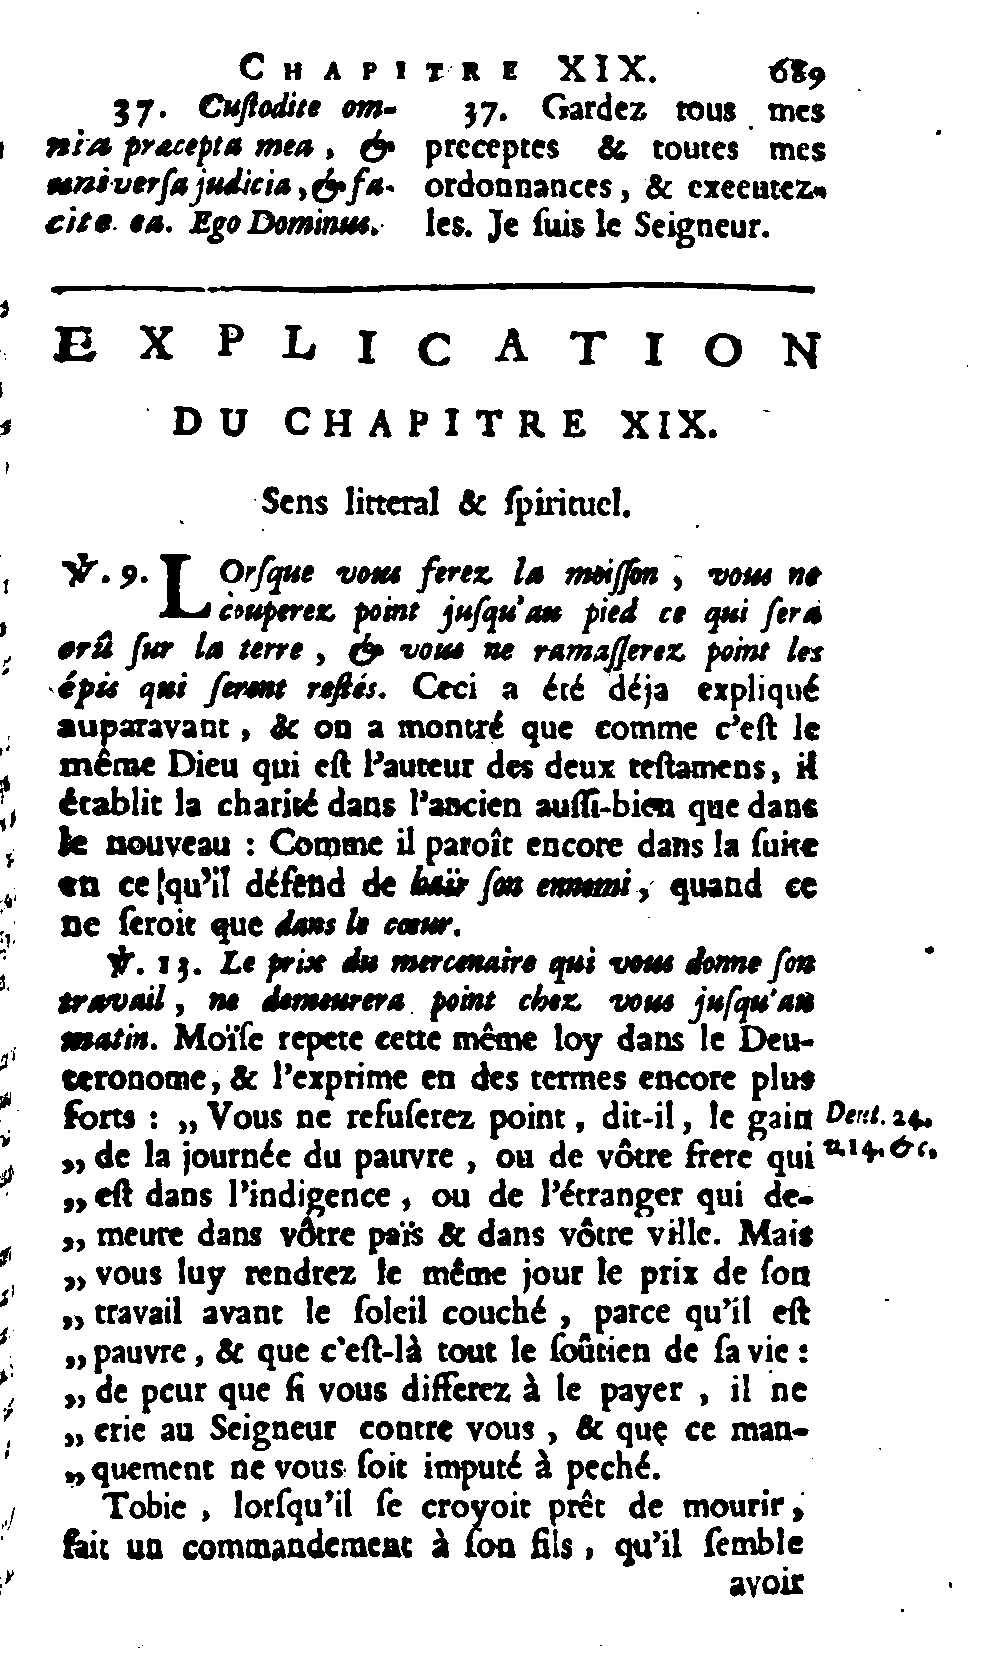 CHAPITRE XIX. 689
37. Cuſtodite om-
nia præcepta mea, &
univerſa judicia, & fa-
cite ea. Ego Dominus.
37. Gardez tous mes
preceptes & toutes mes
ordonnances, & executez-
les. Je ſuis le Seigneur.
EXPLICATION
DU CHAPITRE XIX.
Sens litteral & ſpirituel.
℣. 9. LOrſque vous ferez la moiſſon, vous ne
couperez point juſqu'au pied ce qui ſera
crû ſur la terre, & vous ne ramaſſerez point les
épis qui ſeront reſtés. Ceci a été déja expliqué
auparavant, & on a montré que comme c'eſt le
même Dieu qui eſt l'auteur des deux teſtamens, il
établit la charité dans l'ancien auſſi-bien que dans
le nouveau : Comme il paroît encore dans la ſuite
en ce qu'il défend de haïr ſon ennemi, quand ce
ne ſeroit que dans le cœur.
℣. 13. Le prix du mercenaire qui vous donne ſon
travail, ne demeurera point chez vous juſqu'au
matin. Moïſe repete cette même loy dans le Deu-
teronome, & l'exprime en des termes encore plus
forts : „ Vous ne refuſerez point, dit-il, le gain
Deut. 24.
n. 14. & c.
„ de la journée du pauvre, ou de vôtre frere qui
„ eſt dans l'indigence, ou de l'étranger qui de-
„ meure dans vôtre païs & dans vôtre ville. Mais
„ vous luy rendrez le même jour le prix de ſon
„ travail avant le ſoleil couché, parce qu'il eſt
„ pauvre, & que c'eſt-là tout le ſoûtien de ſa vie :
„ de peur que ſi vous differez à le payer, il ne
„ crie au Seigneur contre vous, & que ce man-
„ quement ne vous ſoit imputé à peché.
Tobie, lorſqu'il ſe croyoit prêt de mourir,
fait un commandement à ſon fils, qu'il ſemble
avoir